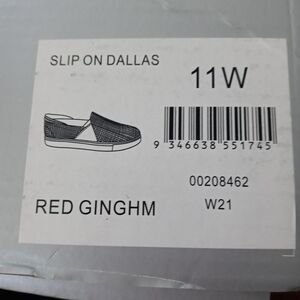 SLIP ON DALLAS
11W
9 346638 551745
00208462
RED GINGHM
W21